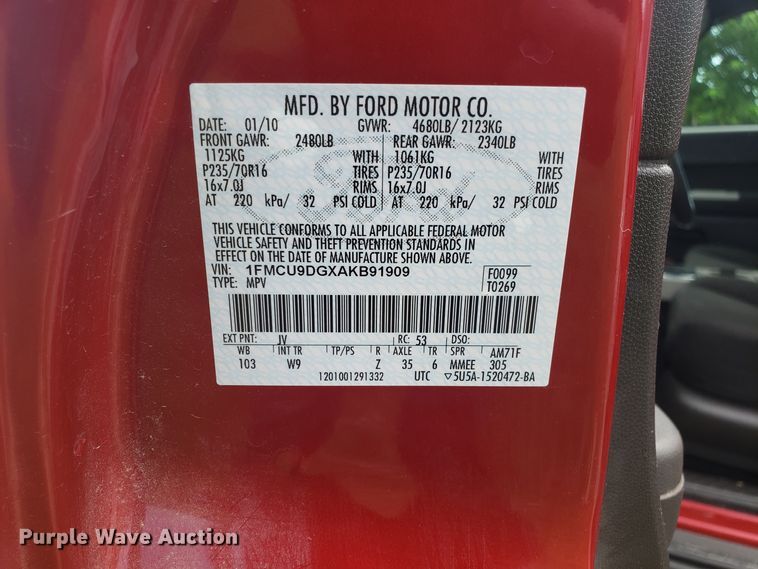 MFD. BY FORD MOTOR CO.
DATE: 01/10 GVWR: 4680LB/ 2123KG
FRONT GAWR: 2480LB REAR GAWR: 2340LB
1125KG WITH 1061KG WITH
P235/70R16 TIRES P235/70R16 TIRES
16x7.0J RIMS 16x7.0J RIMS
AT 220 kPa/ 32 PSI COLD AT 220 kPa/ 32 PSI COLD
Ford
THIS VEHICLE CONFORMS TO ALL APPLICABLE FEDERAL MOTOR
VEHICLE SAFETY AND THEFT PREVENTION STANDARDS IN
EFFECT ON THE DATE OF MANUFACTURE SHOWN ABOVE.
VIN: 1FMCU9DGXAKB91909 F0099
TYPE: MPV T0269
EXT PNT: JV RC: 53 DSO:
WB INT TR TP/PS R AXLE TR SPR AM71F
103 W9 Z 35 6 MMEE 305
1201001291332 UTC ▽5U5A-1520472-BA
Purple Wave Auction